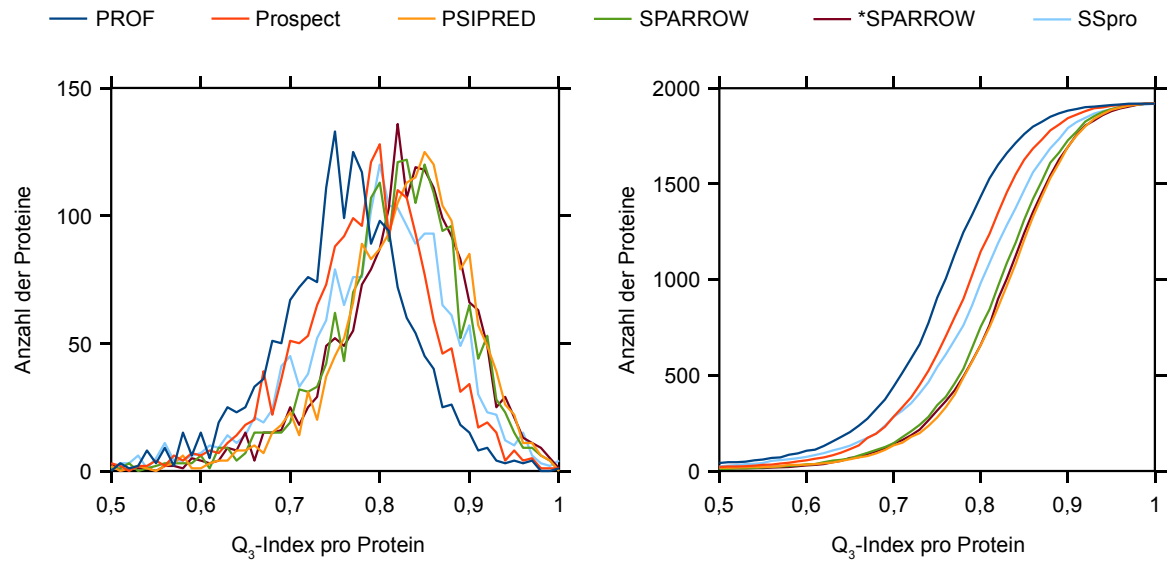 PROF Prospect PSIPRED SPARROW *SPARROW SSpro
150
100
50
0
Anzahl der Proteine
0,5 0,6 0,7 0,8 0,9 1
Q₃-Index pro Protein
2000
1500
1000
500
0
Anzahl der Proteine
0,5 0,6 0,7 0,8 0,9 1
Q₃-Index pro Protein